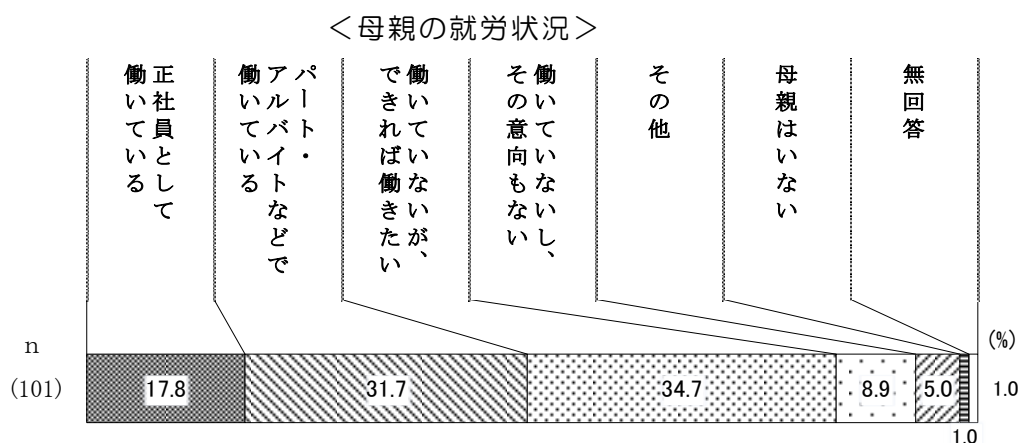 ＜母親の就労状況＞
正社員として
働いている
パート・
アルバイトなどで
働いている
働いていないが、
できれば働きたい
働いていないし、
その意向もない
その他
母親はいない
無回答
(%)
n
(101)
17.8
31.7
34.7
8.9
5.0
1.0
1.0